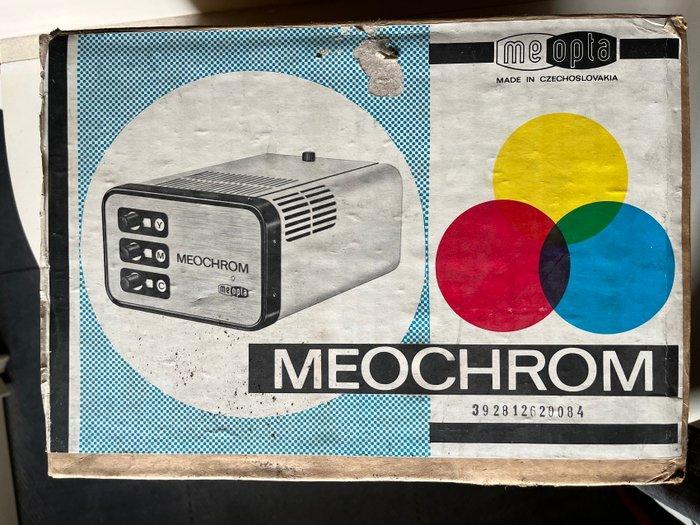 meopta
MADE IN CZECHOSLOVAKIA
Y
M
C
MEOCHROM
meopta
MEOCHROM
392812620084